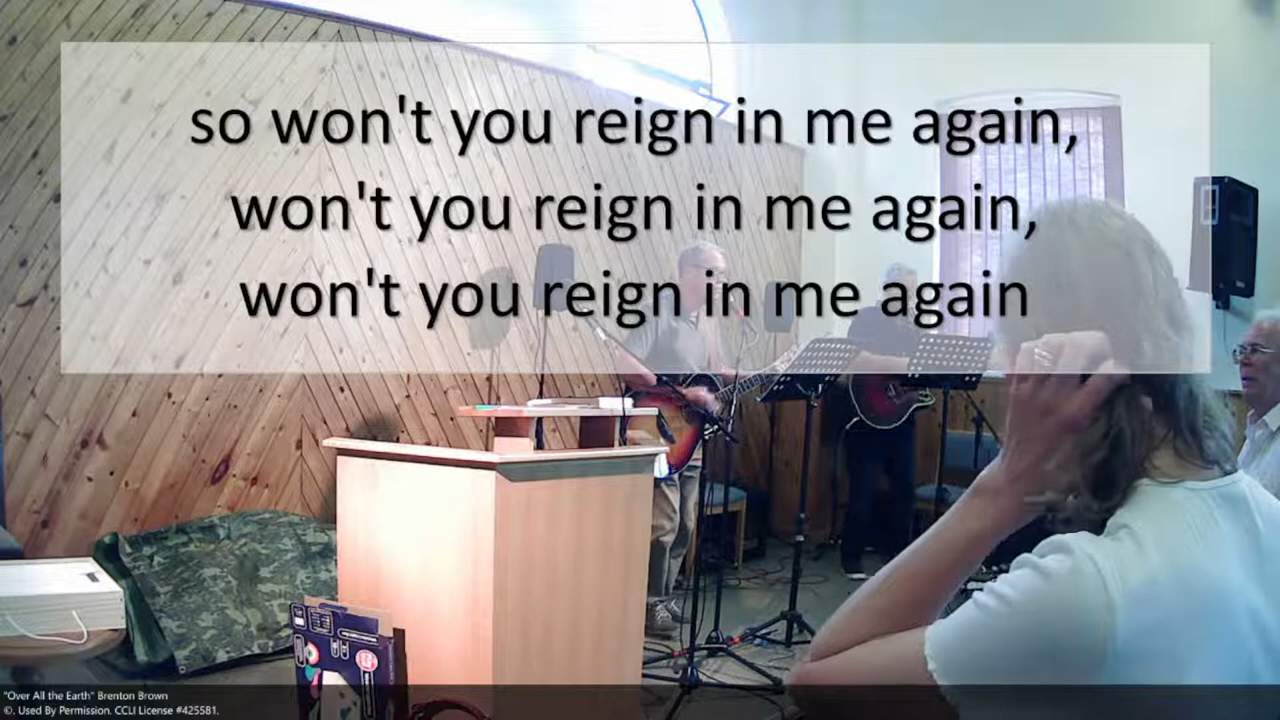 so won't you reign in me again,
won't you reign in me again,
won't you reign in me again
"Over All the Earth" Brenton Brown
©. Used By Permission. CCLI License #425581.